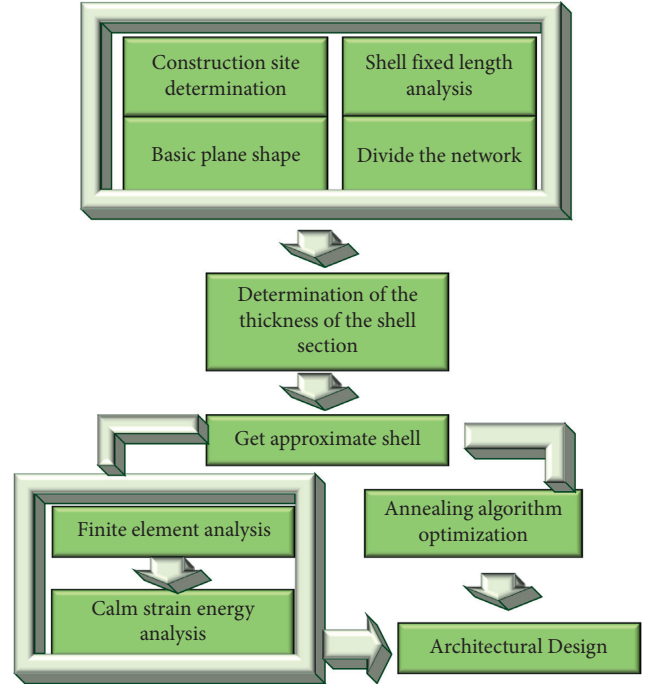 Construction site
determination
Shell fixed length
analysis
Basic plane shape
Divide the network
Determination of the
thickness of the shell
section
Get approximate shell
Finite element analysis
Annealing algorithm
optimization
Calm strain energy
analysis
Architectural Design